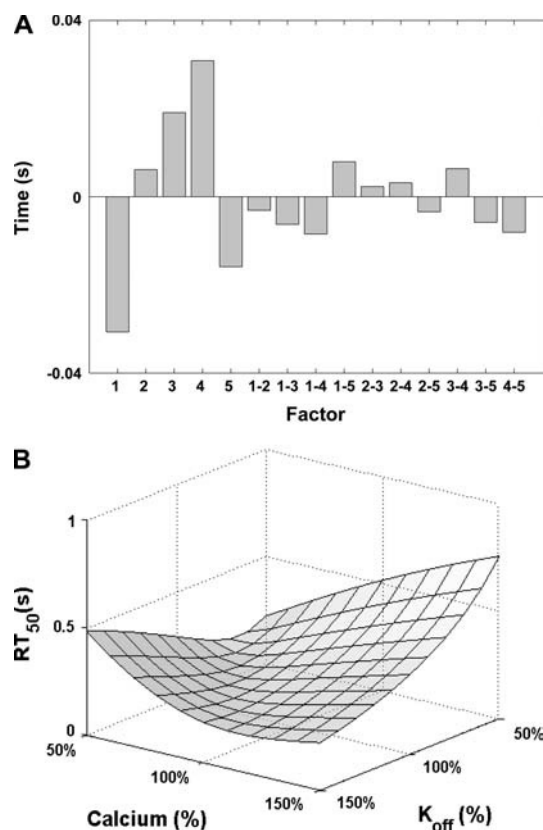 A
0.04
Time (s)
0
-0.04
1 2 3 4 5 1-2 1-3 1-4 1-5 2-3 2-4 2-5 3-4 3-5 4-5
Factor
B
1
RT50(s)
0.5
0
50%
100%
150%
Calcium (%)
150%
100%
50%
Koff (%)